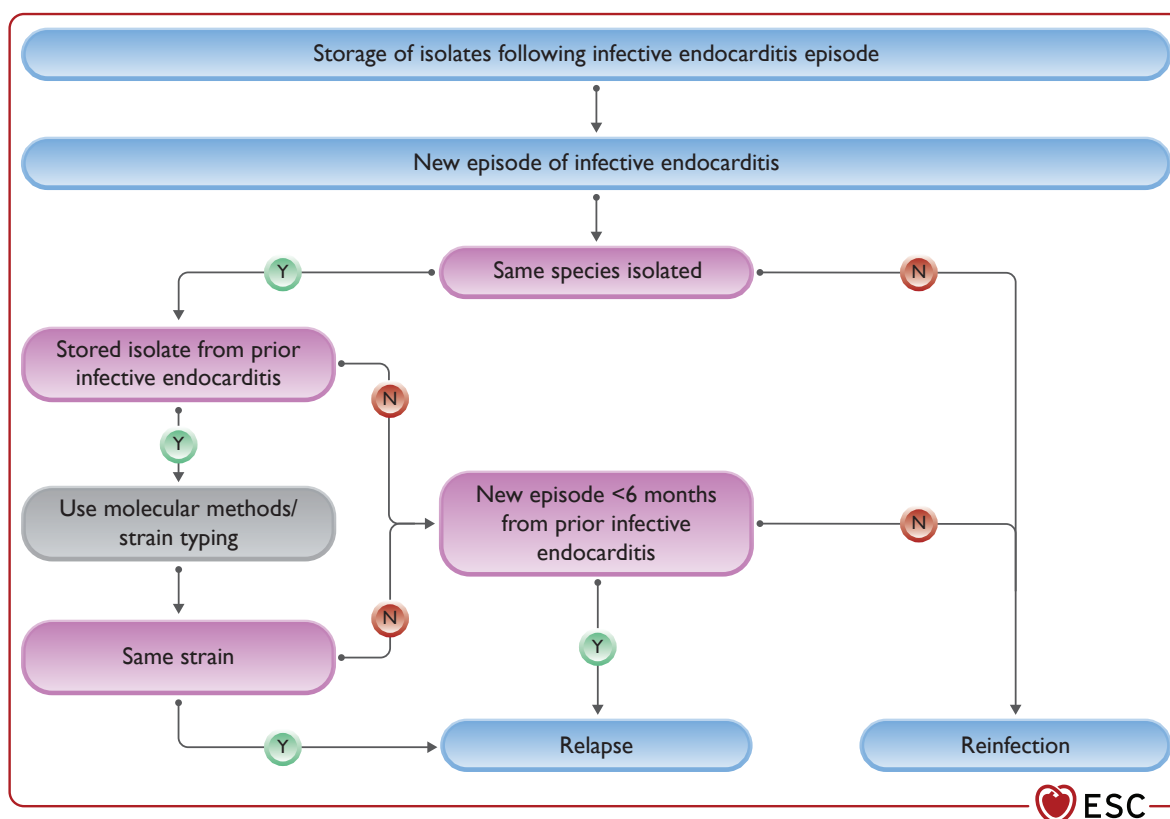 Storage of isolates following infective endocarditis episode
New episode of infective endocarditis
Y
Same species isolated
N
Stored isolate from prior
infective endocarditis
N
Y
Use molecular methods/
strain typing
New episode <6 months
from prior infective
endocarditis
N
N
Same strain
Y
Y
Relapse
Reinfection
ESC